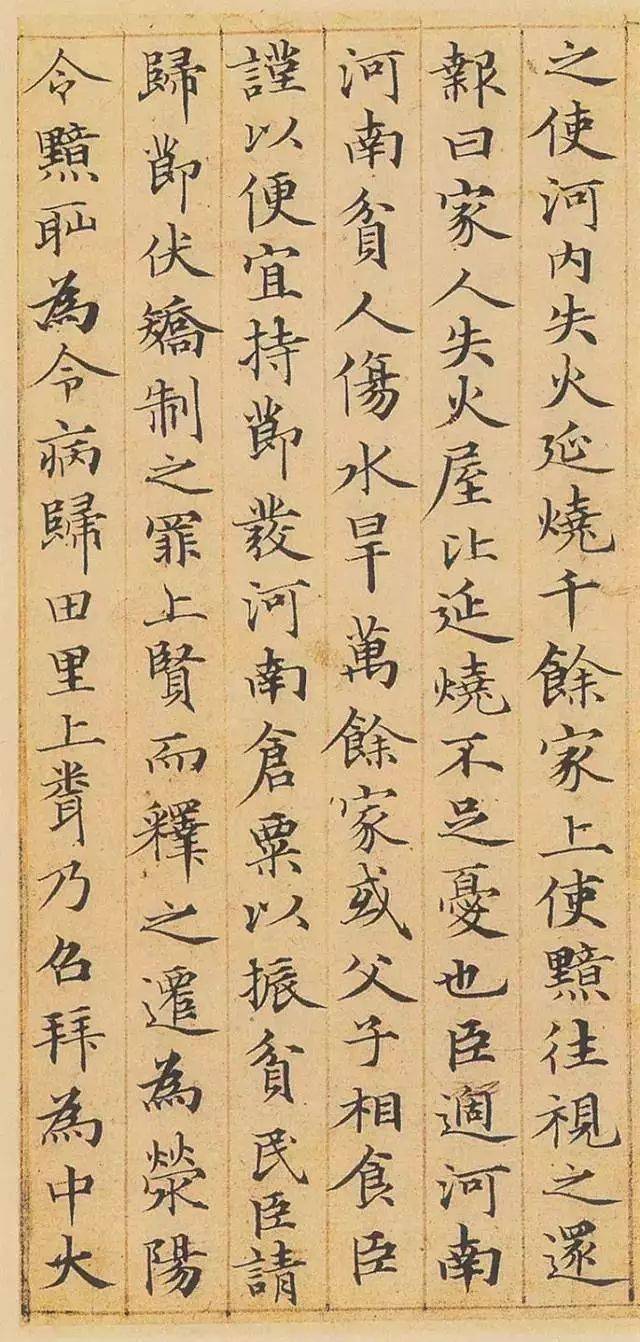 之使河内失火延燒千餘家上使黯往視之還
報曰家人失火屋比延燒不足憂也臣適河南
河南貧人傷水旱萬餘家或父子相食臣
謹以便宜持節發河南倉粟以振貧民臣請
歸節伏矯制之罪上賢而釋之遷為滎陽
令黯耻為令病歸田里上聞乃召拜為中大